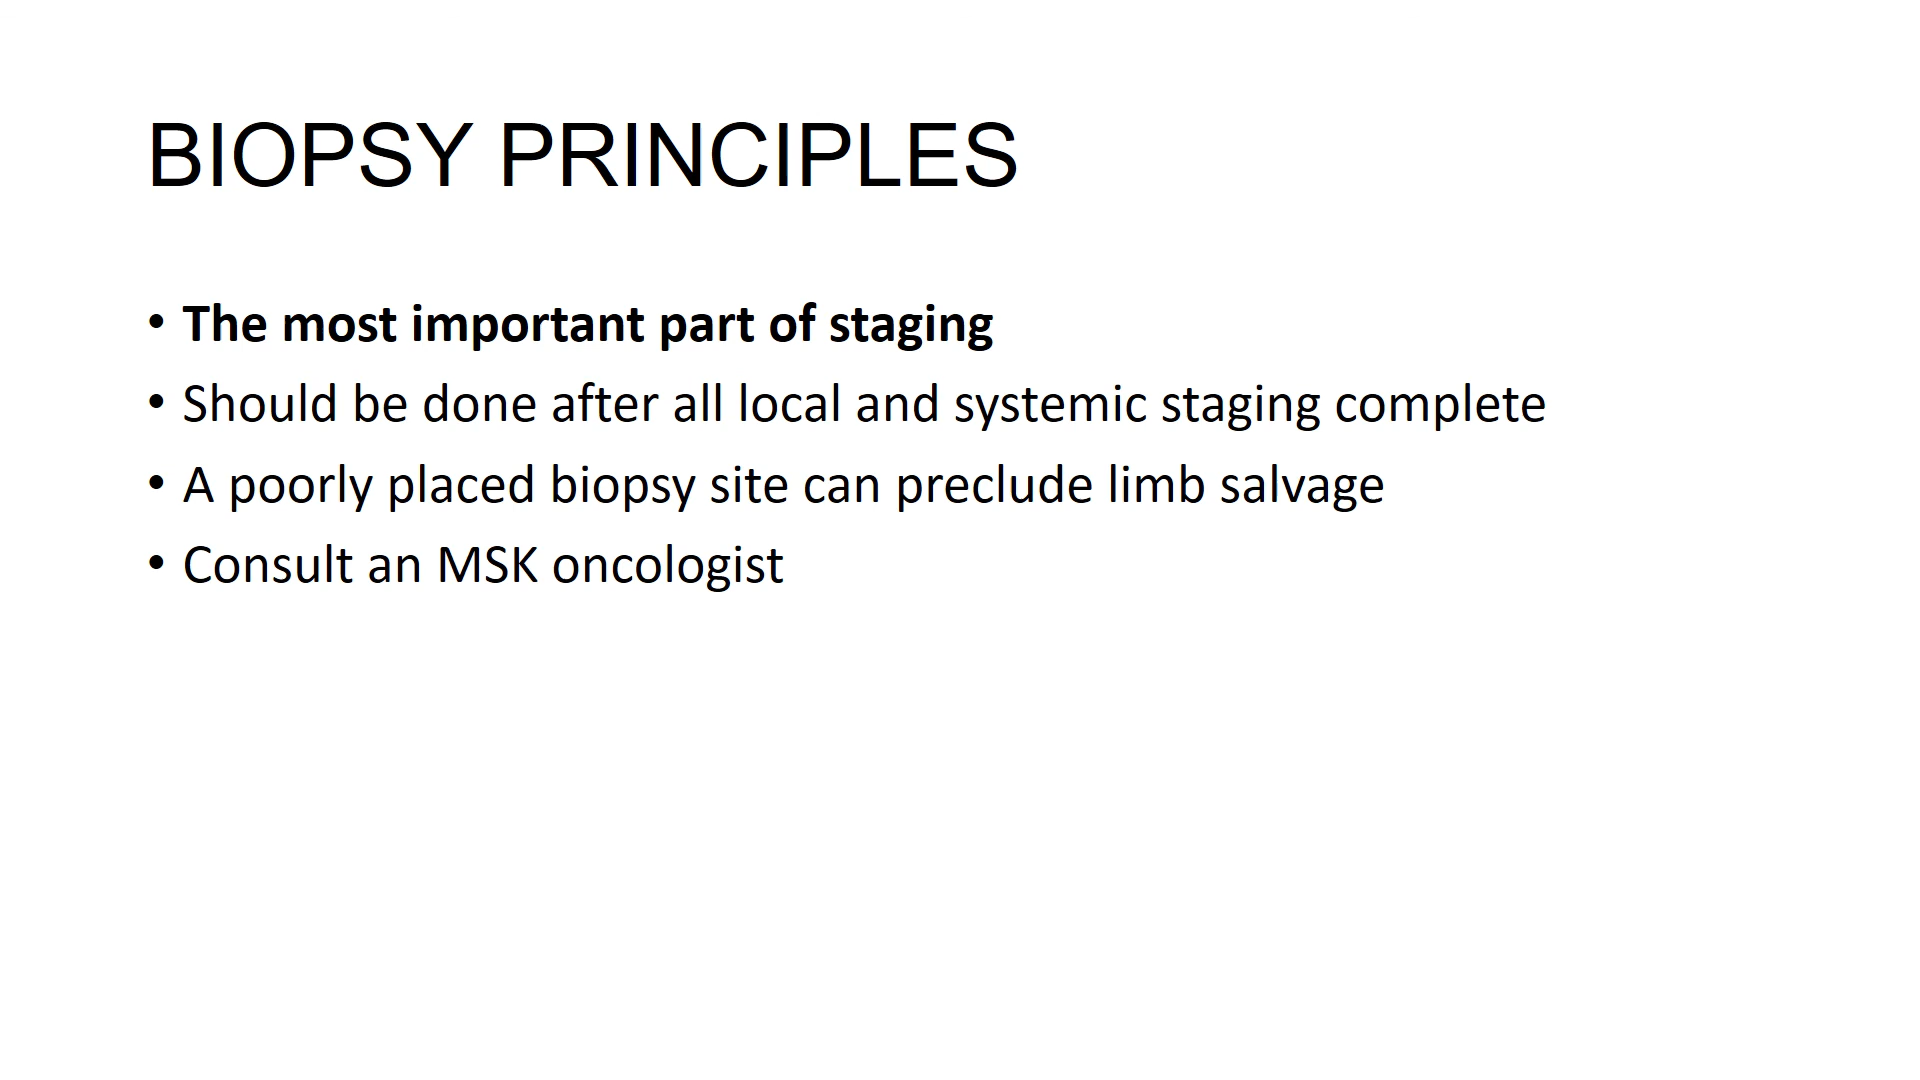 BIOPSY PRINCIPLES
• The most important part of staging
• Should be done after all local and systemic staging complete
• A poorly placed biopsy site can preclude limb salvage
• Consult an MSK oncologist